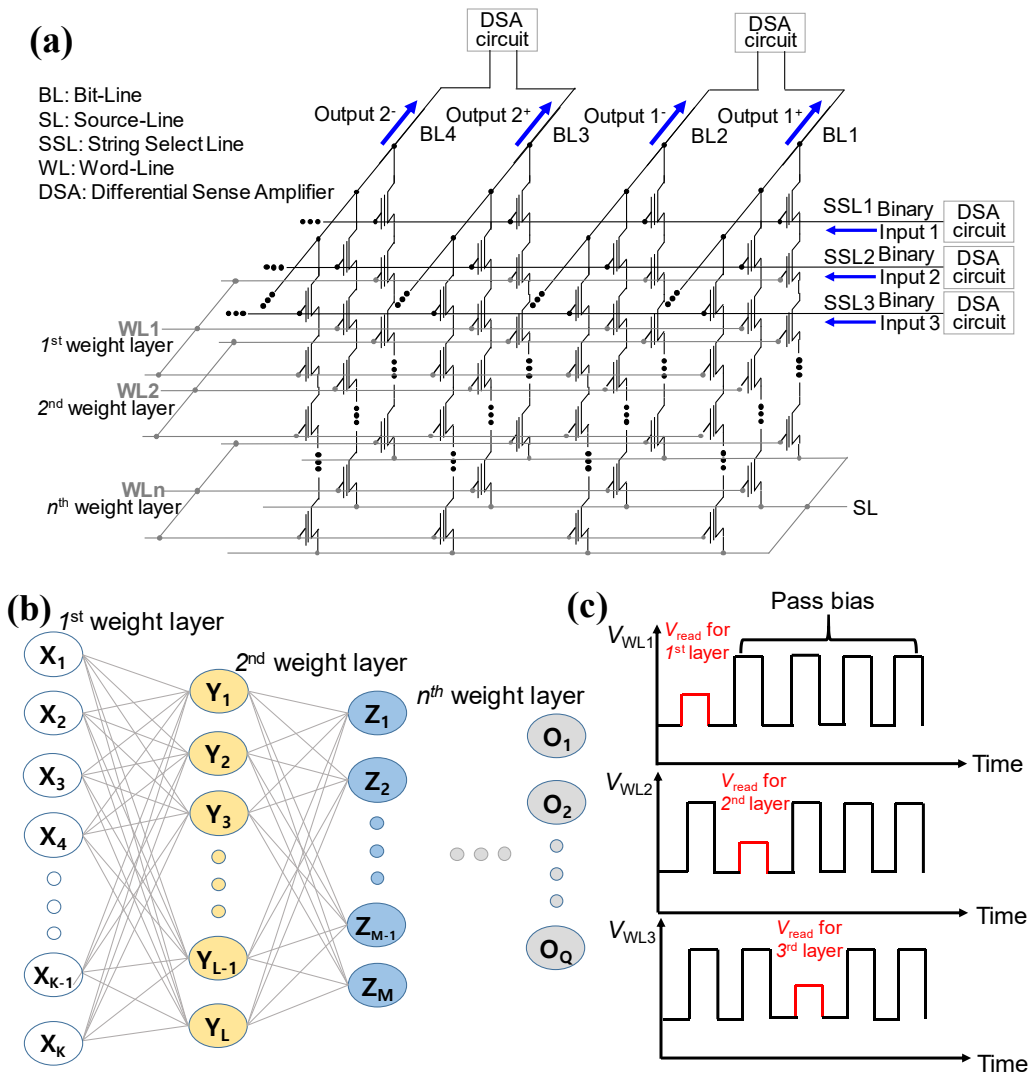 (a)
DSA
circuit
DSA
circuit
BL: Bit-Line
SL: Source-Line
SSL: String Select Line
WL: Word-Line
DSA: Differential Sense Amplifier
Output 2-
BL4
Output 2+
BL3
Output 1-
BL2
Output 1+
BL1
SSL1 Binary
Input 1
DSA
circuit
SSL2 Binary
Input 2
DSA
circuit
SSL3 Binary
Input 3
DSA
circuit
WL1
1st weight layer
WL2
2nd weight layer
WLn
nth weight layer
SL
(b)
1st weight layer
2nd weight layer
nth weight layer
X1
X2
X3
X4
XK-1
XK
Y1
Y2
Y3
YL-1
YL
Z1
Z2
ZM-1
ZM
O1
O2
OQ
(c)
Pass bias
VWL1
Vread for
1st layer
Time
VWL2
Vread for
2nd layer
Time
VWL3
Vread for
3rd layer
Time